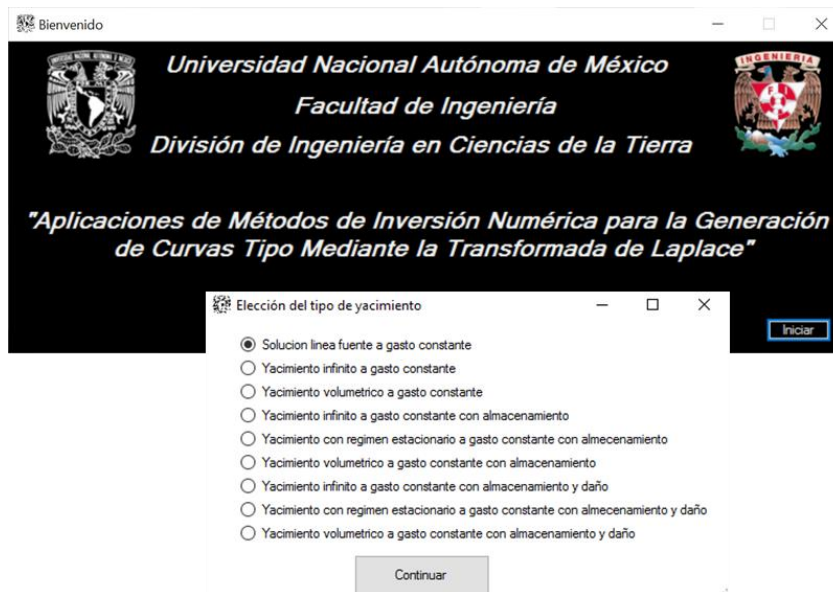 Bienvenido
Universidad Nacional Autónoma de México
Facultad de Ingeniería
División de Ingeniería en Ciencias de la Tierra
INGENIERIA
"Aplicaciones de Métodos de Inversión Numérica para la Generación
de Curvas Tipo Mediante la Transformada de Laplace"
Iniciar
Elección del tipo de yacimiento
Solucion linea fuente a gasto constante
Yacimiento infinito a gasto constante
Yacimiento volumetrico a gasto constante
Yacimiento infinito a gasto constante con almacenamiento
Yacimiento con regimen estacionario a gasto constante con almecenamiento
Yacimiento volumetrico a gasto constante con almacenamiento
Yacimiento infinito a gasto constante con almacenamiento y daño
Yacimiento con regimen estacionario a gasto constante con almecenamiento y daño
Yacimiento volumetrico a gasto constante con almacenamiento y daño
Continuar